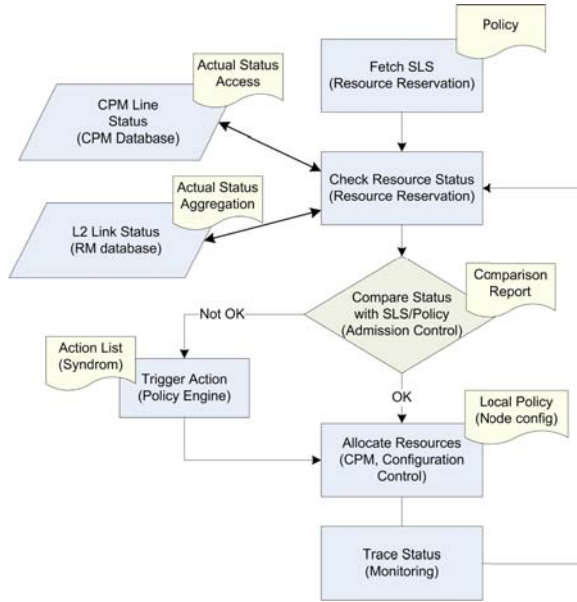 Policy
Fetch SLS
(Resource Reservation)
Actual Status
Access
CPM Line
Status
(CPM Database)
Check Resource Status
(Resource Reservation)
Actual Status
Aggregation
L2 Link Status
(RM database)
Comparison
Report
Compare Status
with SLS/Policy
(Admission Control)
Not OK
Action List
(Syndrom)
Trigger Action
(Policy Engine)
OK
Local Policy
(Node config)
Allocate Resources
(CPM, Configuration
Control)
Trace Status
(Monitoring)